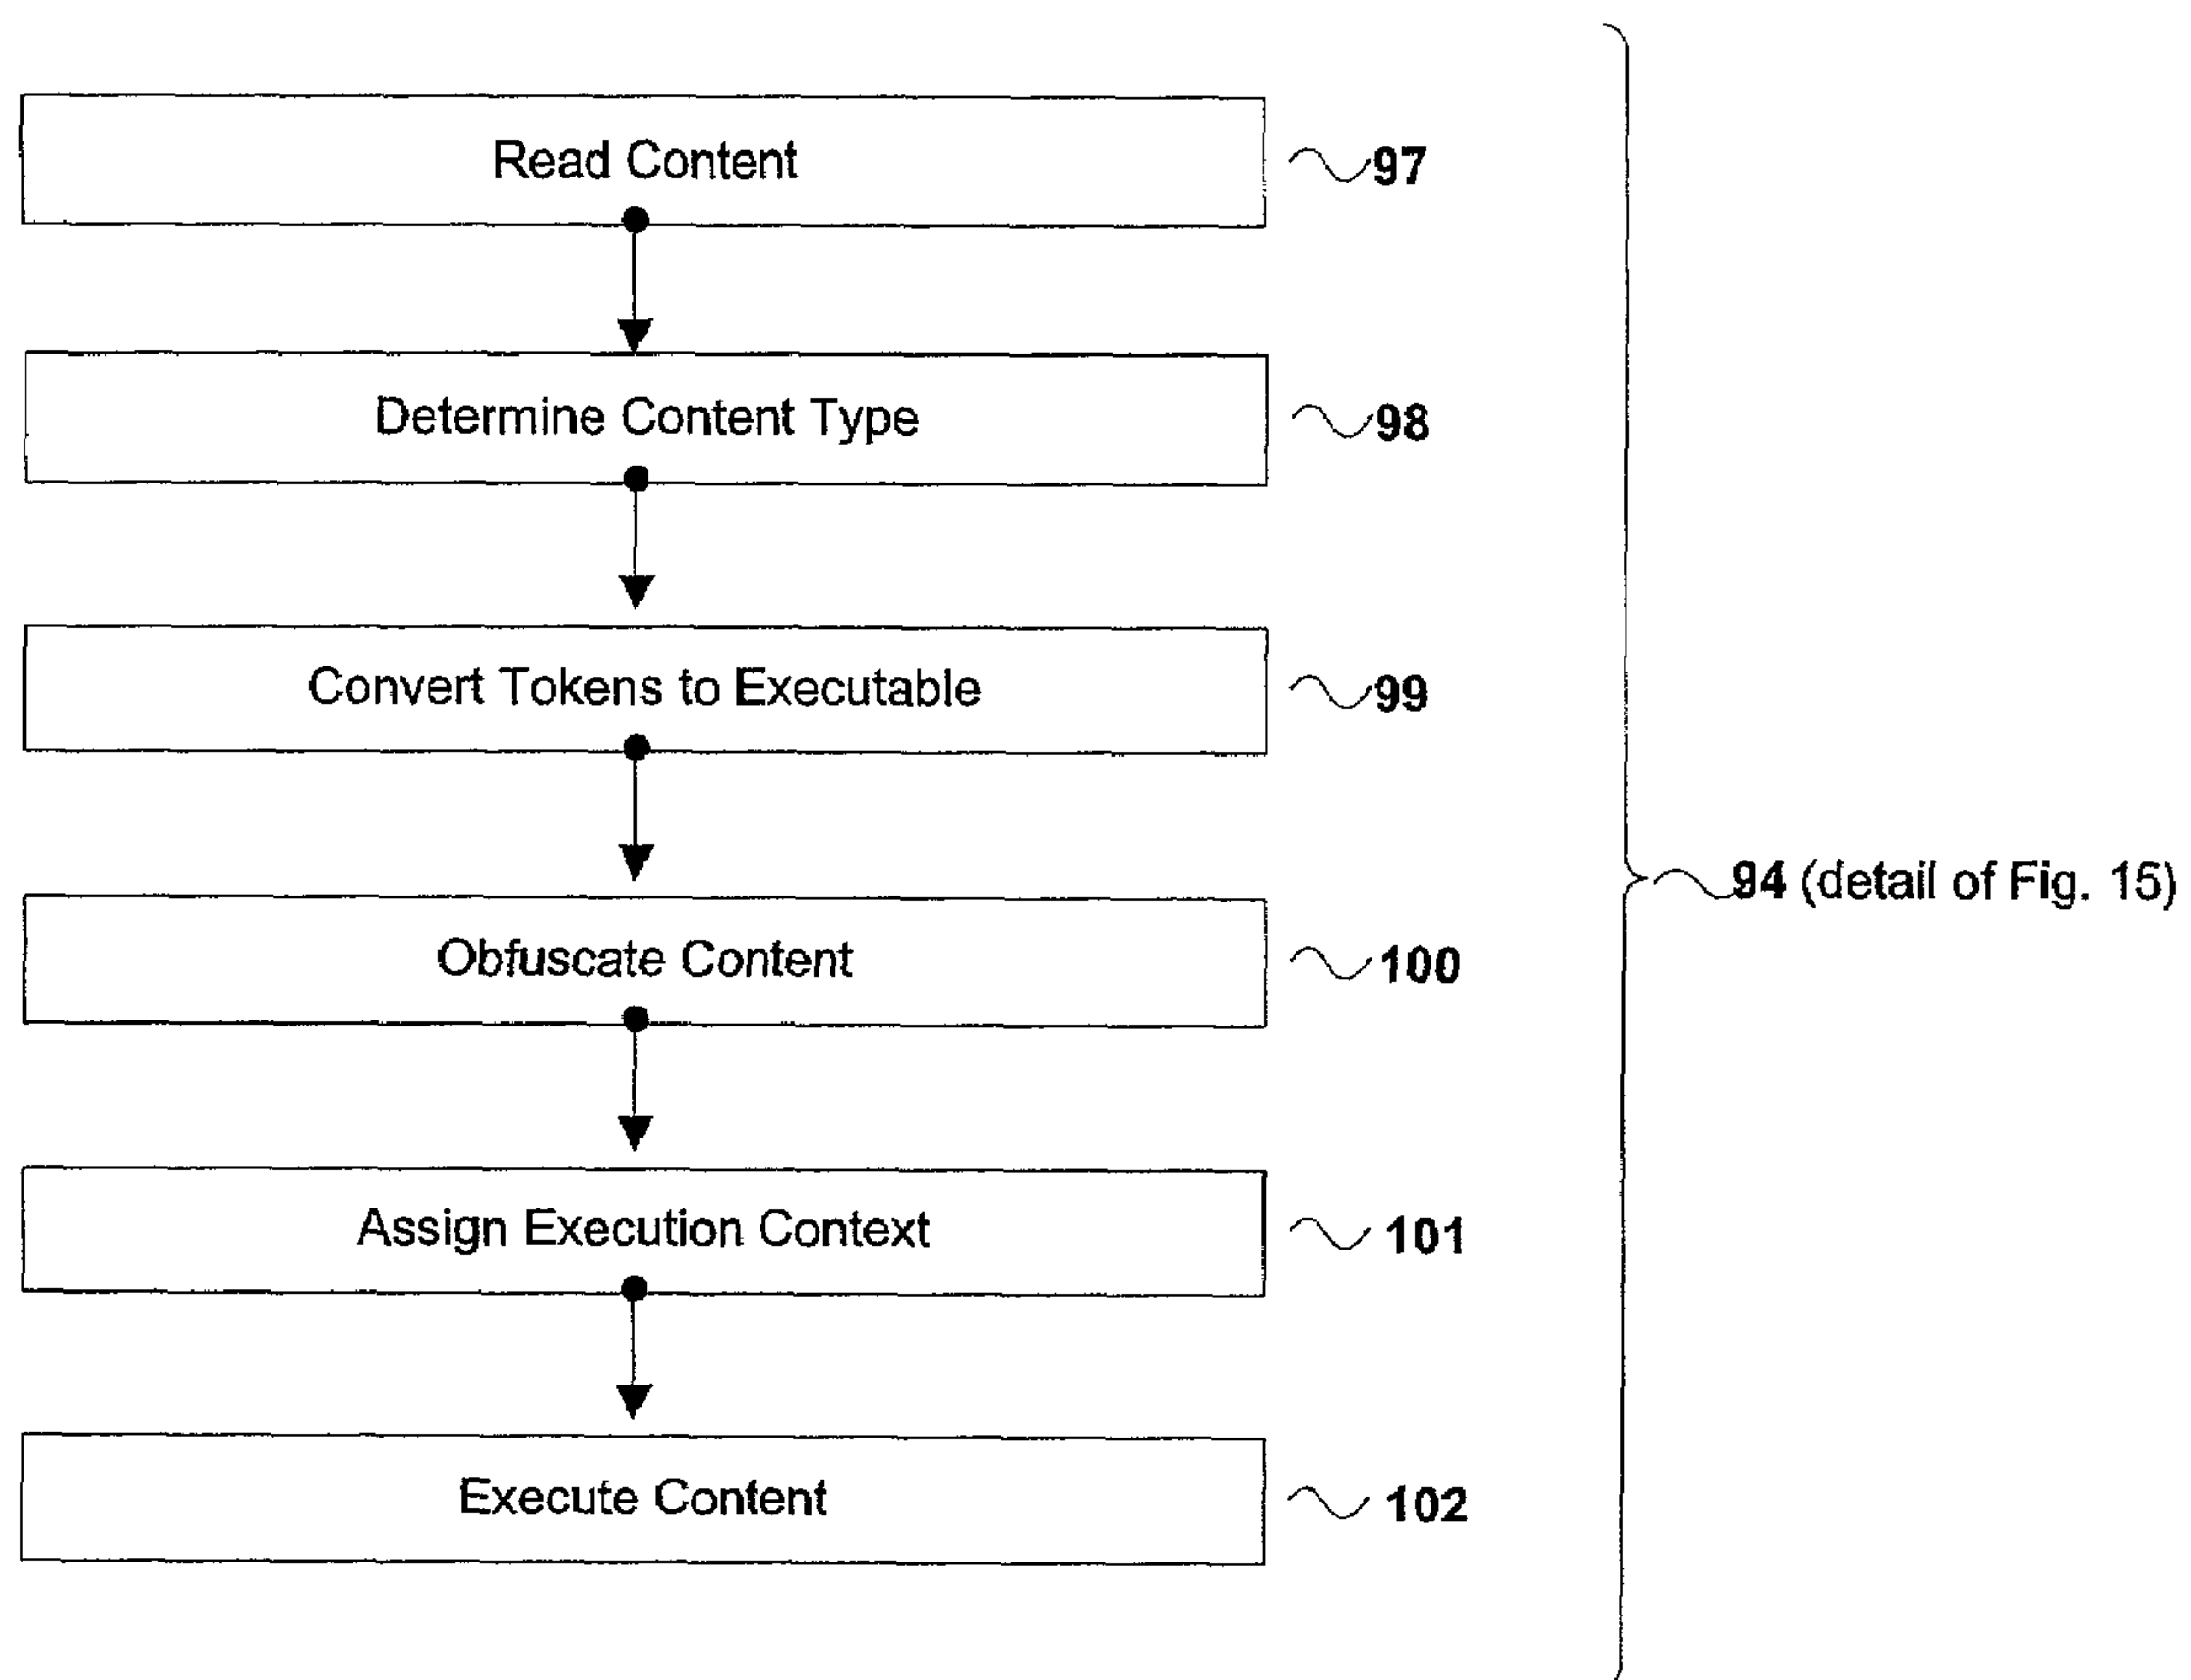 Read Content 97
Determine Content Type 98
Convert Tokens to Executable 99
Obfuscate Content 100
94 (detail of Fig. 15)
Assign Execution Context 101
Execute Content 102